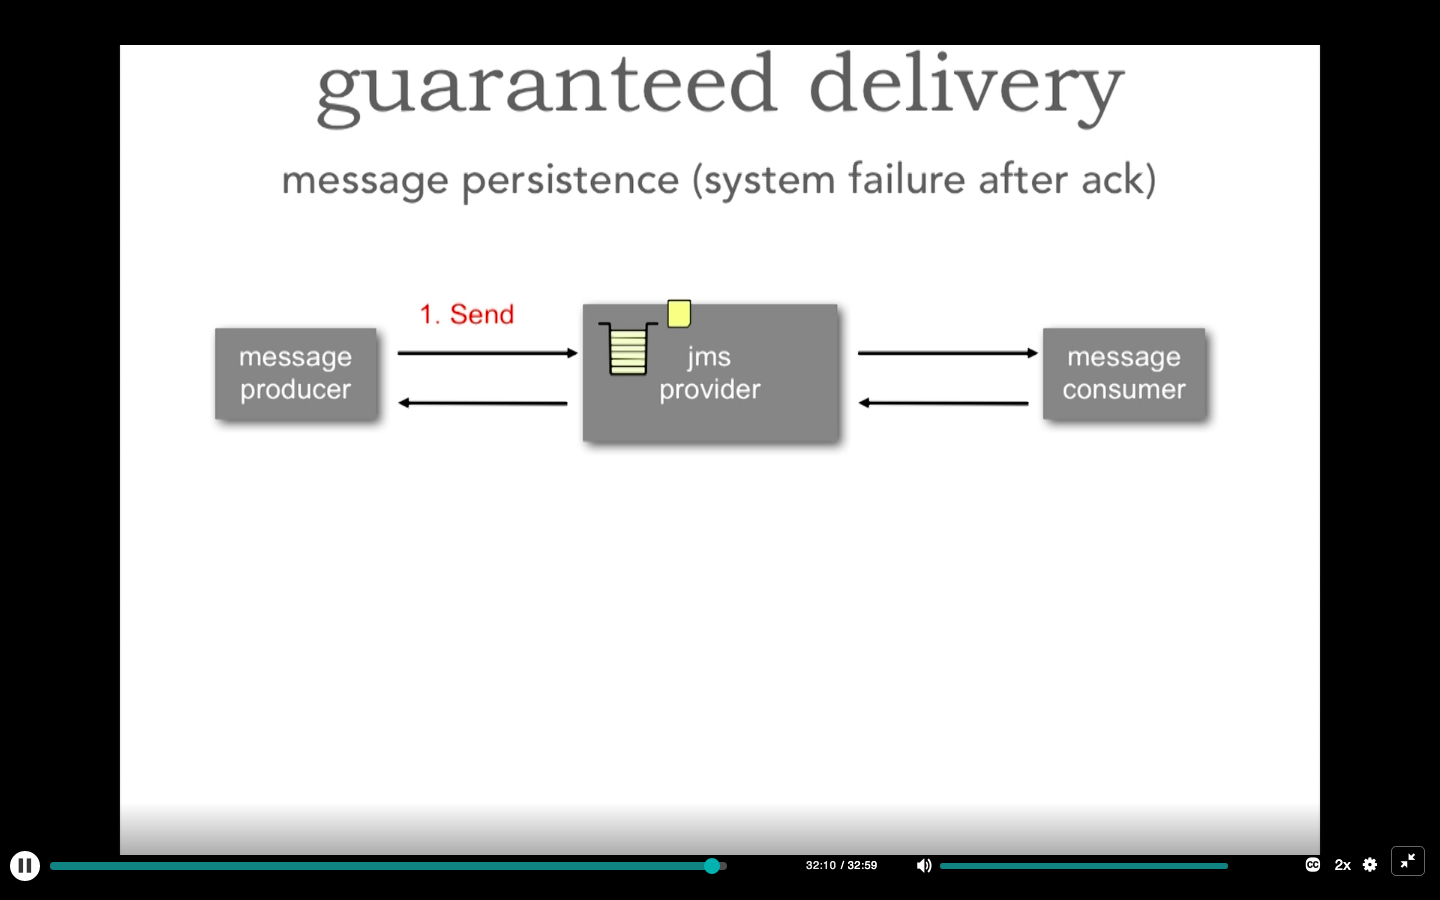 guaranteed delivery
message persistence (system failure after ack)
1. Send
message
producer
jms
provider
message
consumer
32:10 / 32:59
CC
2x